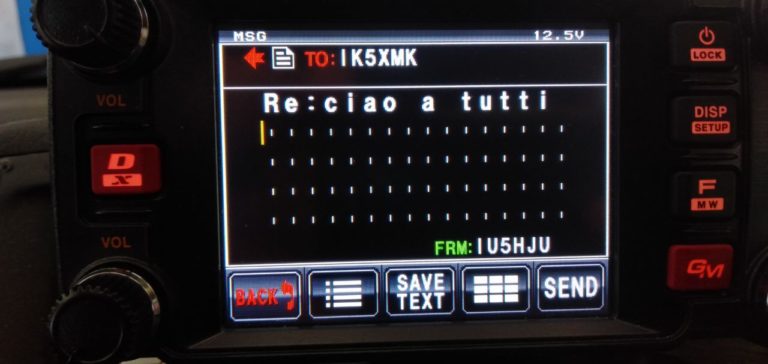 MSG 12.5V
TO:IK5XMK
Re:ciao a tutti
FRM:IU5HJU
BACK
SAVE
TEXT
SEND
VOL
D
X
VOL
LOCK
DISP
SETUP
F
MW
GM